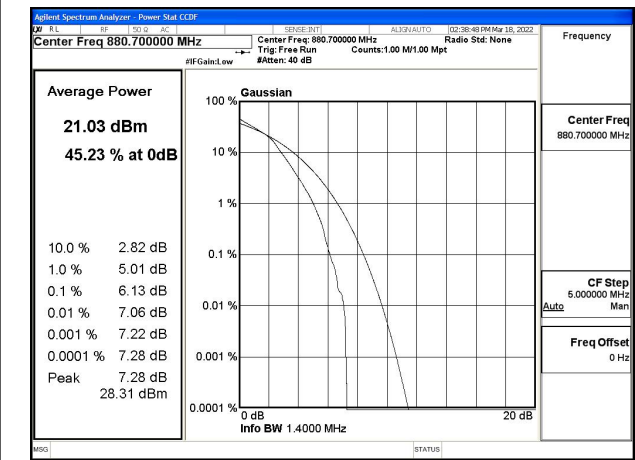 Agilent Spectrum Analyzer - Power Stat CCDF
RL RF 50 Ω AC SENSE:INT ALIGN AUTO 02:38:48 PM Mar 18, 2022
Center Freq 880.700000 MHz
Center Freq: 880.700000 MHz Radio Std: None
Trig: Free Run Counts:1.00 M/1.00 Mpt
#IFGain:Low #Atten: 40 dB
Frequency
Average Power
21.03 dBm
45.23 % at 0dB
10.0 % 2.82 dB
1.0 % 5.01 dB
0.1 % 6.13 dB
0.01 % 7.06 dB
0.001 % 7.22 dB
0.0001 % 7.28 dB
Peak 7.28 dB
28.31 dBm
Gaussian
100 %
10 %
1 %
0.1 %
0.01 %
0.001 %
0.0001 %
0 dB 20 dB
Info BW 1.4000 MHz
Center Freq
880.700000 MHz
CF Step
5.000000 MHz
Auto Man
Freq Offset
0 Hz
MSG STATUS